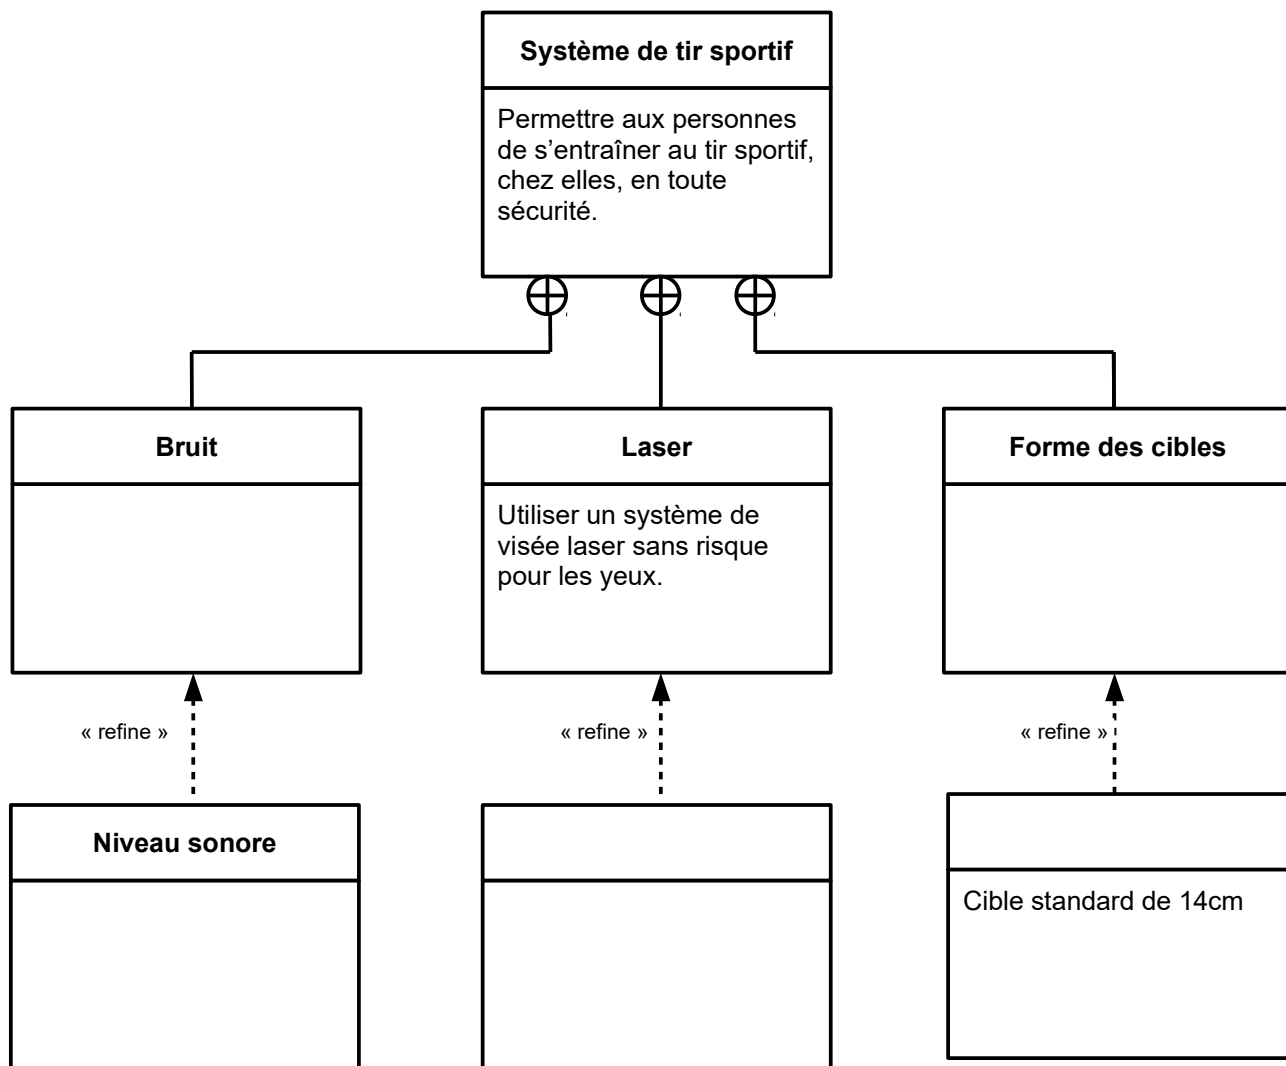 Système de tir sportif
Permettre aux personnes
de s’entraîner au tir sportif,
chez elles, en toute
sécurité.
Bruit
Laser
Forme des cibles
Utiliser un système de
visée laser sans risque
pour les yeux.
« refine »
« refine »
« refine »
Niveau sonore
Cible standard de 14cm